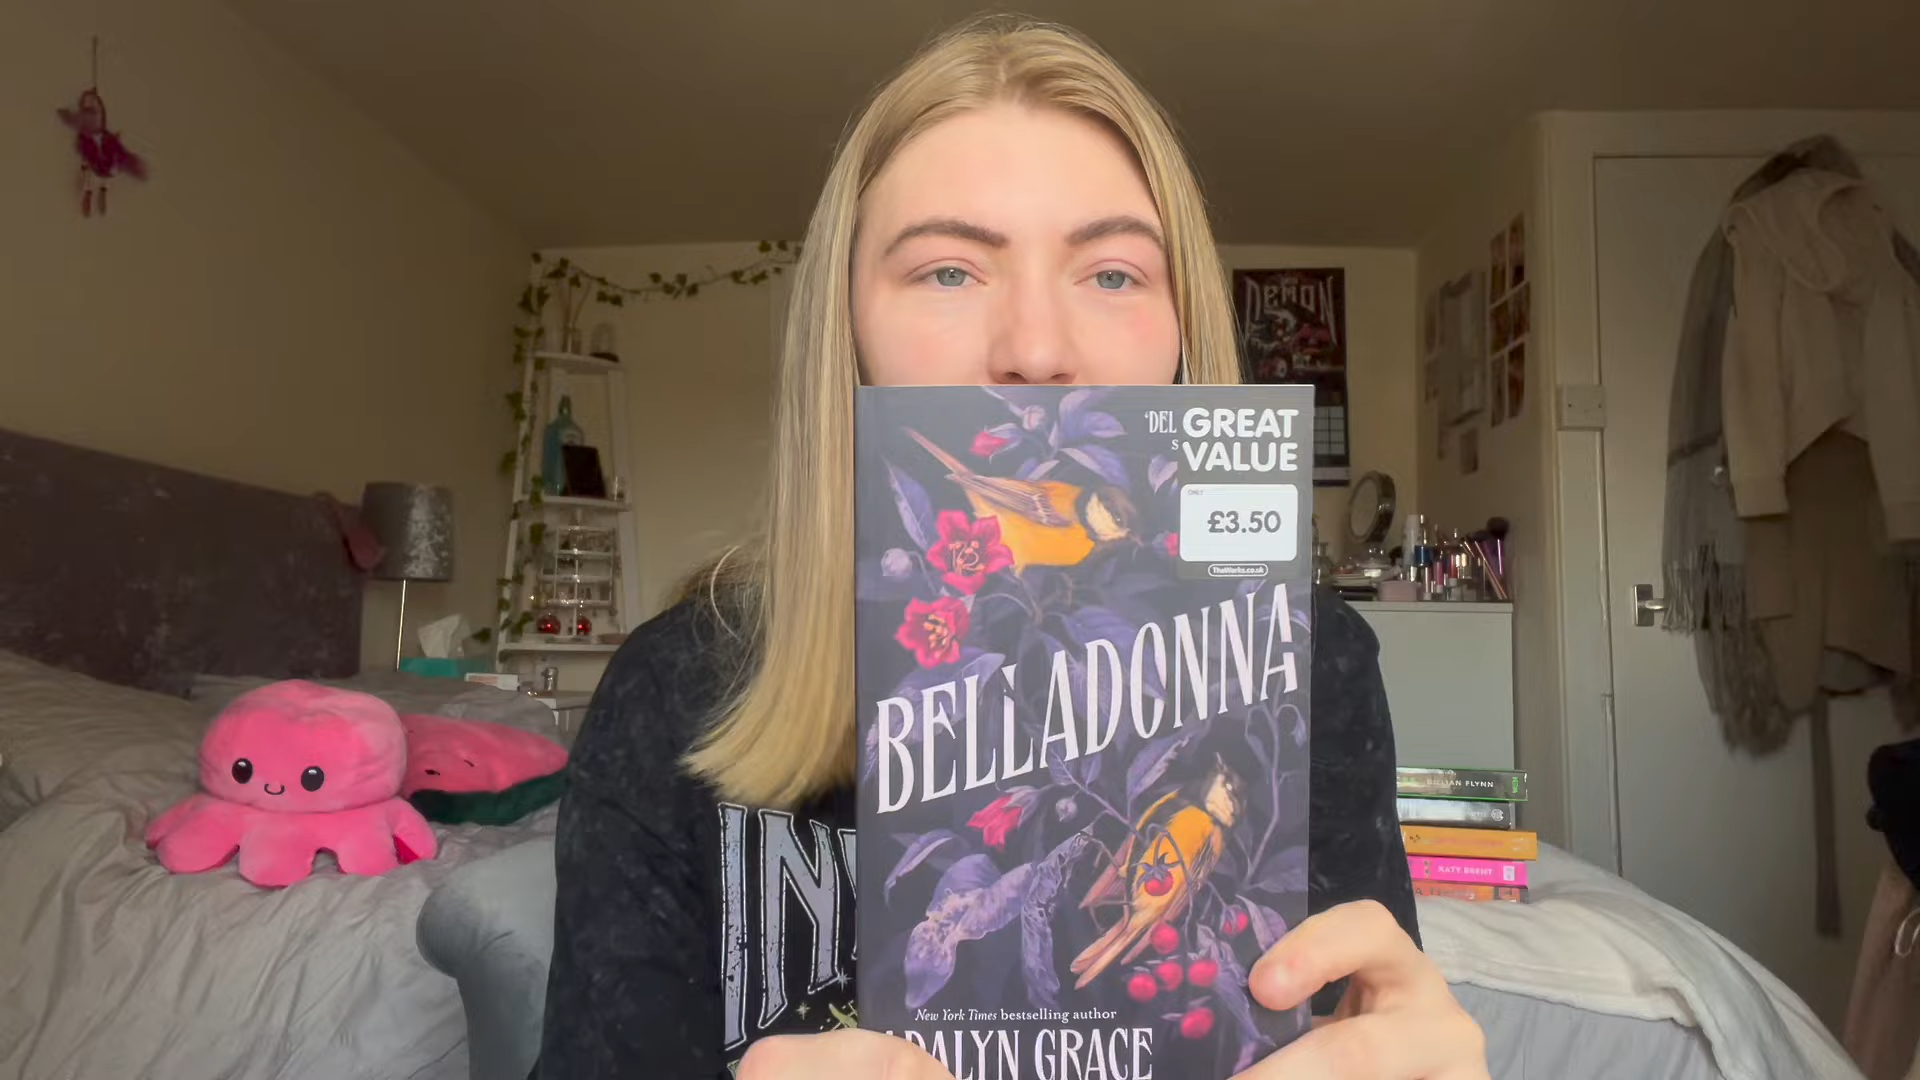 DEMON
'DEL
S
GREAT
VALUE
ONLY
£3.50
TheWorks.co.uk
BELLADONNA
New York Times bestselling author
ADALYN GRACE
IN
GILLIAN FLYNN
KATY BRENT